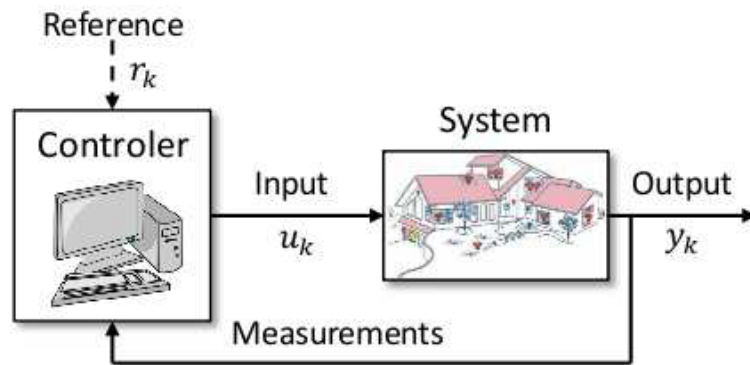 Reference
r_k
Controler
System
Input
u_k
Output
y_k
Measurements